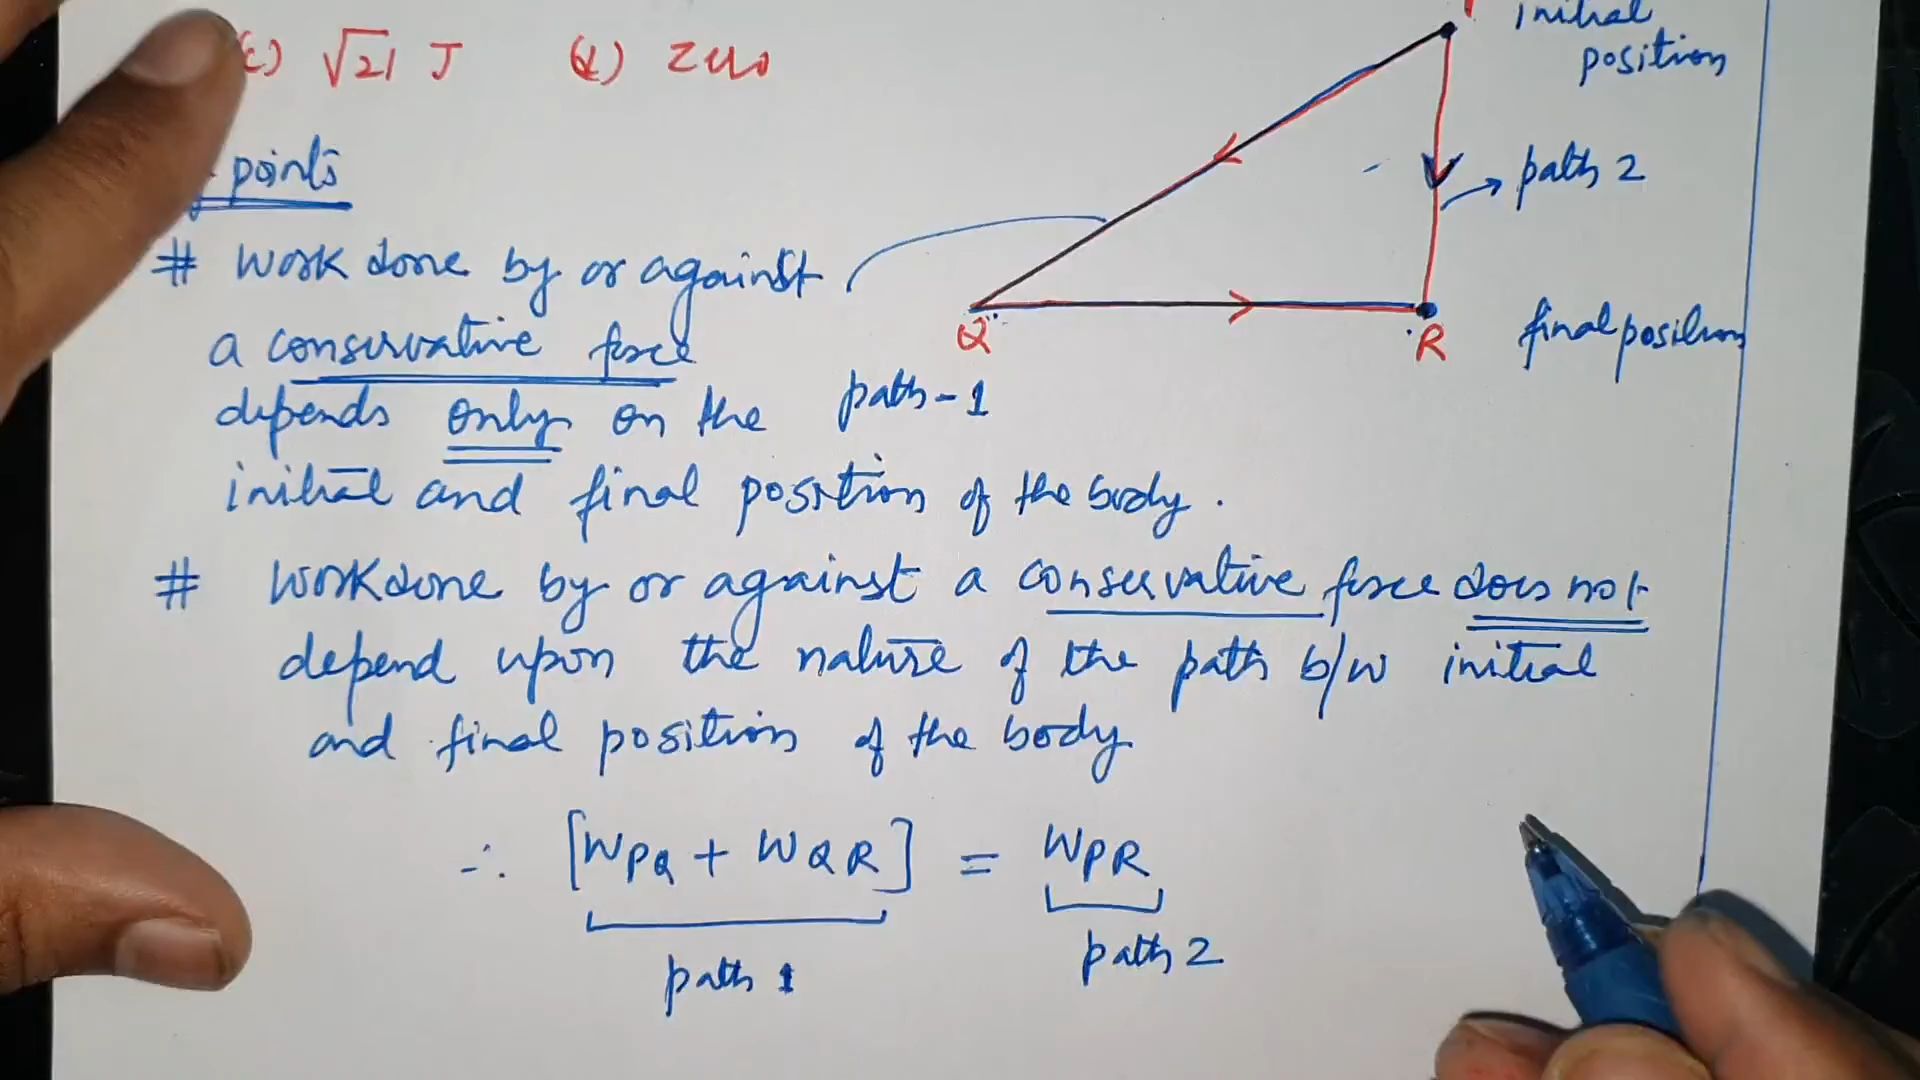 c) √21 J (d) Zero
initial
position
points
path 2
# work done by or against
a conservative force
Q R final position
depends only on the path-1
initial and final position of the body.
# Work done by or against a conservative force does not
depend upon the nature of the path b/w initial
and final position of the body
∴ [WPQ + WQR] = WPR
path 1 path 2